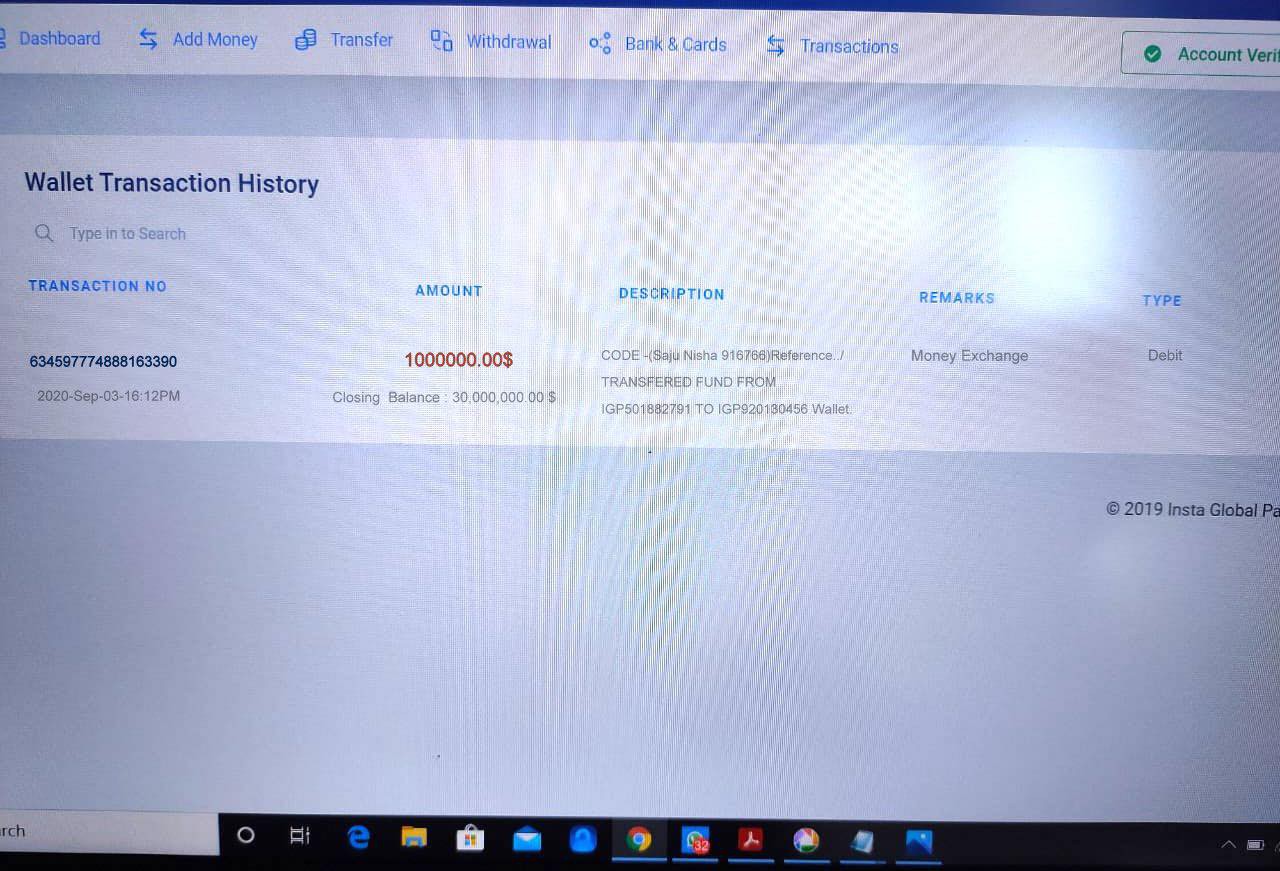 Dashboard Add Money Transfer Withdrawal Bank & Cards Transactions Account Verif
Wallet Transaction History
Type in to Search
TRANSACTION NO AMOUNT DESCRIPTION REMARKS TYPE
634597774888163390 1000000.00$ CODE -(Saju Nisha 916766)Reference../ Money Exchange Debit
2020-Sep-03-16:12PM Closing Balance : 30,000,000.00 $ TRANSFERED FUND FROM
IGP501882791 TO IGP920130456 Wallet.
© 2019 Insta Global Pa
rch
32